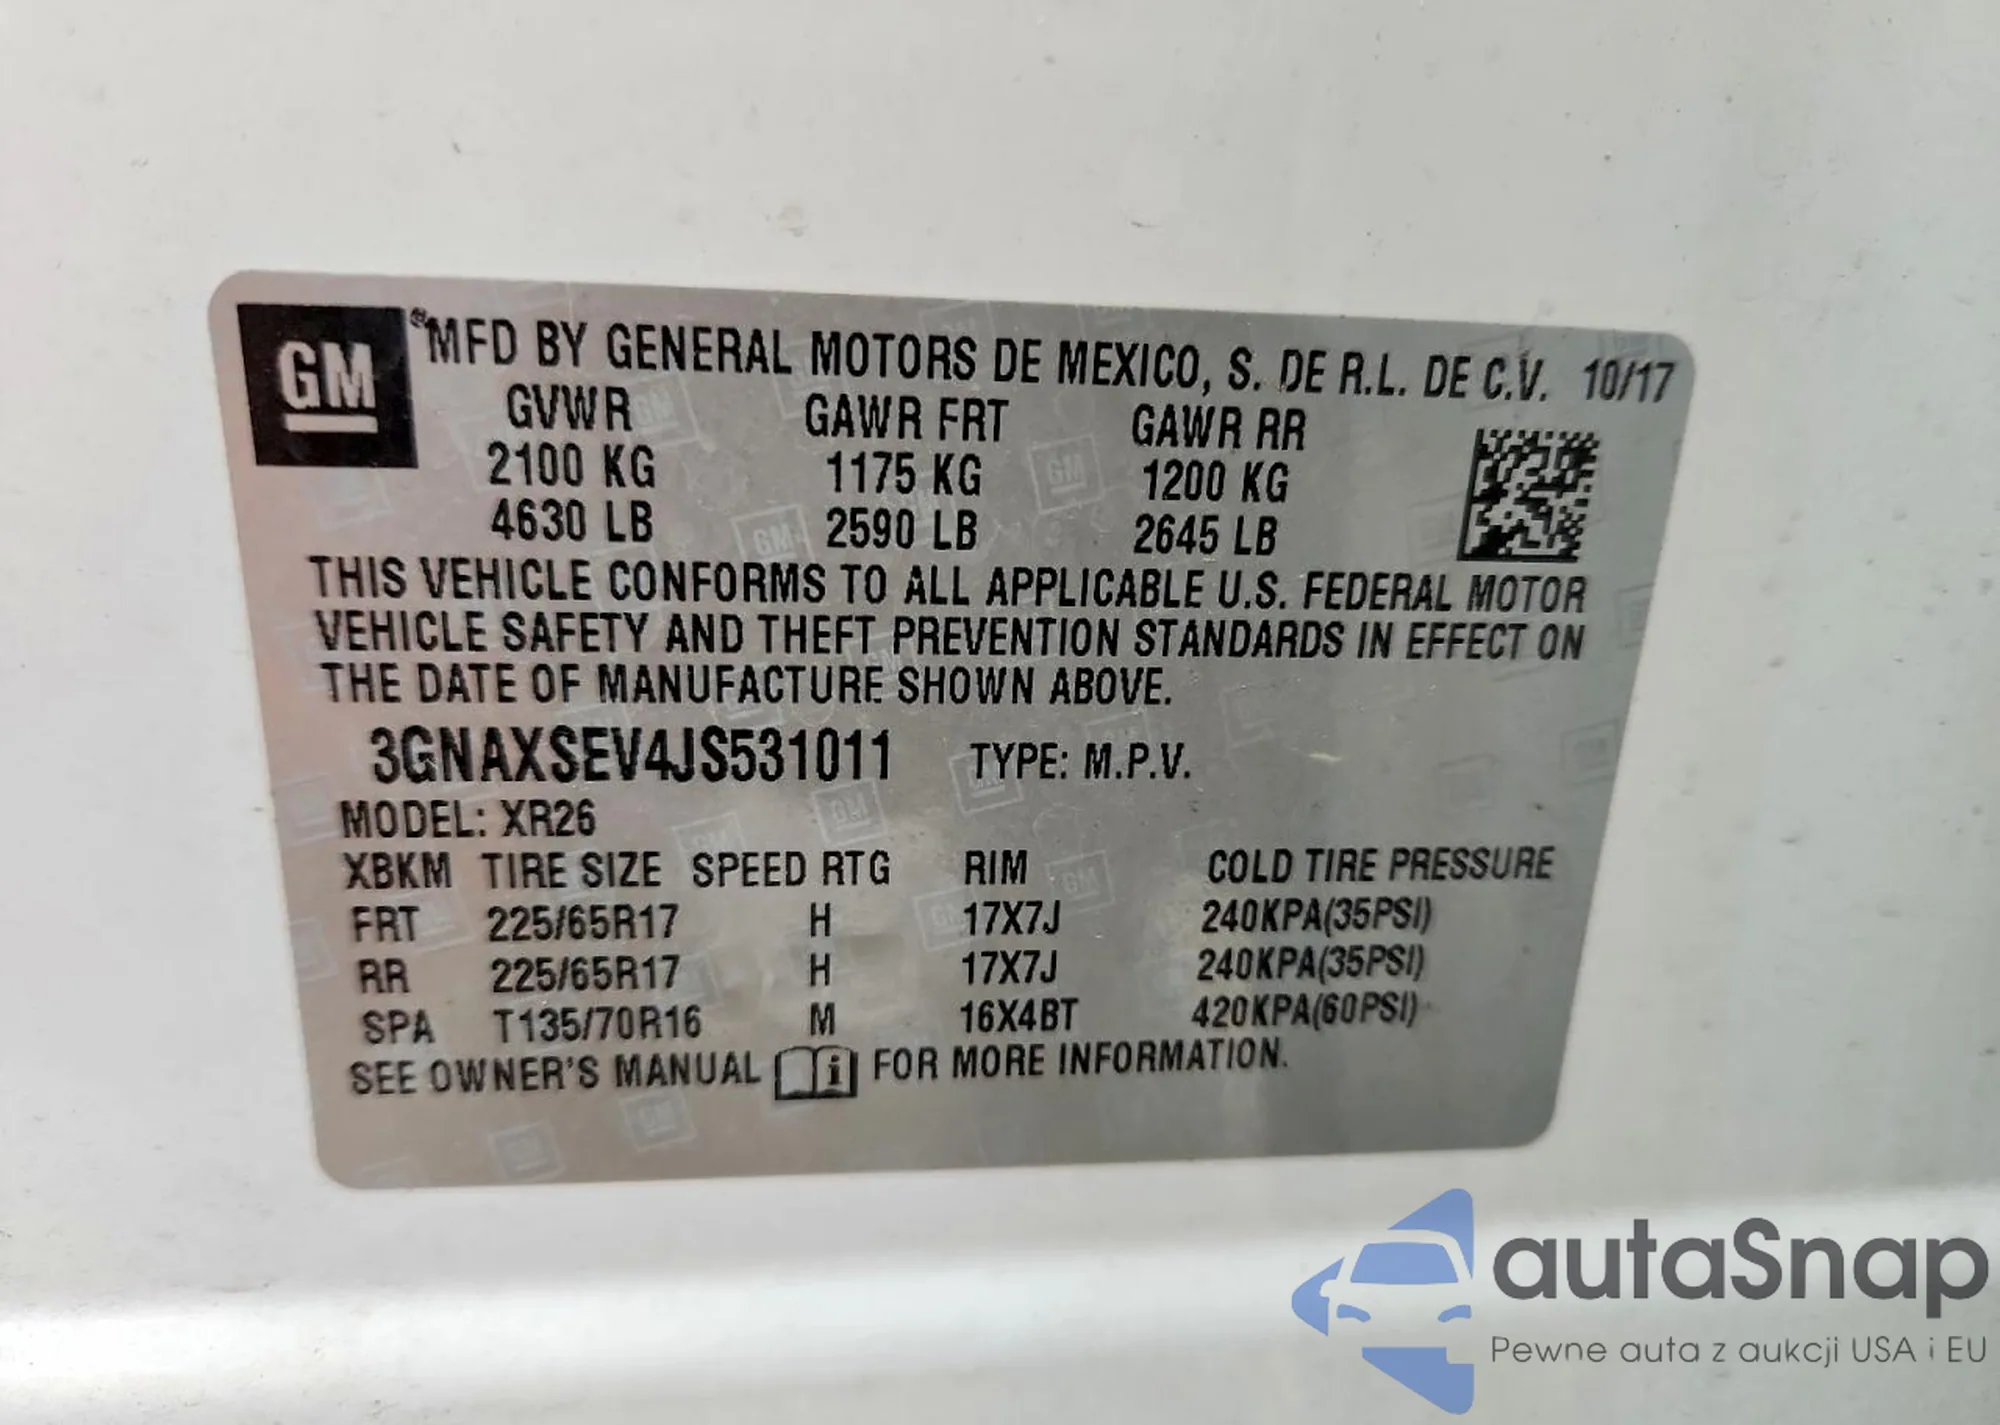 GM ® MFD BY GENERAL MOTORS DE MEXICO, S. DE R.L. DE C.V. 10/17
GVWR GAWR FRT GAWR RR
2100 KG 1175 KG 1200 KG
4630 LB 2590 LB 2645 LB
THIS VEHICLE CONFORMS TO ALL APPLICABLE U.S. FEDERAL MOTOR
VEHICLE SAFETY AND THEFT PREVENTION STANDARDS IN EFFECT ON
THE DATE OF MANUFACTURE SHOWN ABOVE.
3GNAXSEV4JS531011 TYPE: M.P.V.
MODEL: XR26
XBKM TIRE SIZE SPEED RTG RIM COLD TIRE PRESSURE
FRT 225/65R17 H 17X7J 240KPA(35PSI)
RR 225/65R17 H 17X7J 240KPA(35PSI)
SPA T135/70R16 M 16X4BT 420KPA(60PSI)
SEE OWNER'S MANUAL i FOR MORE INFORMATION.
autaSnap
Pewne auta z aukcji USA i EU